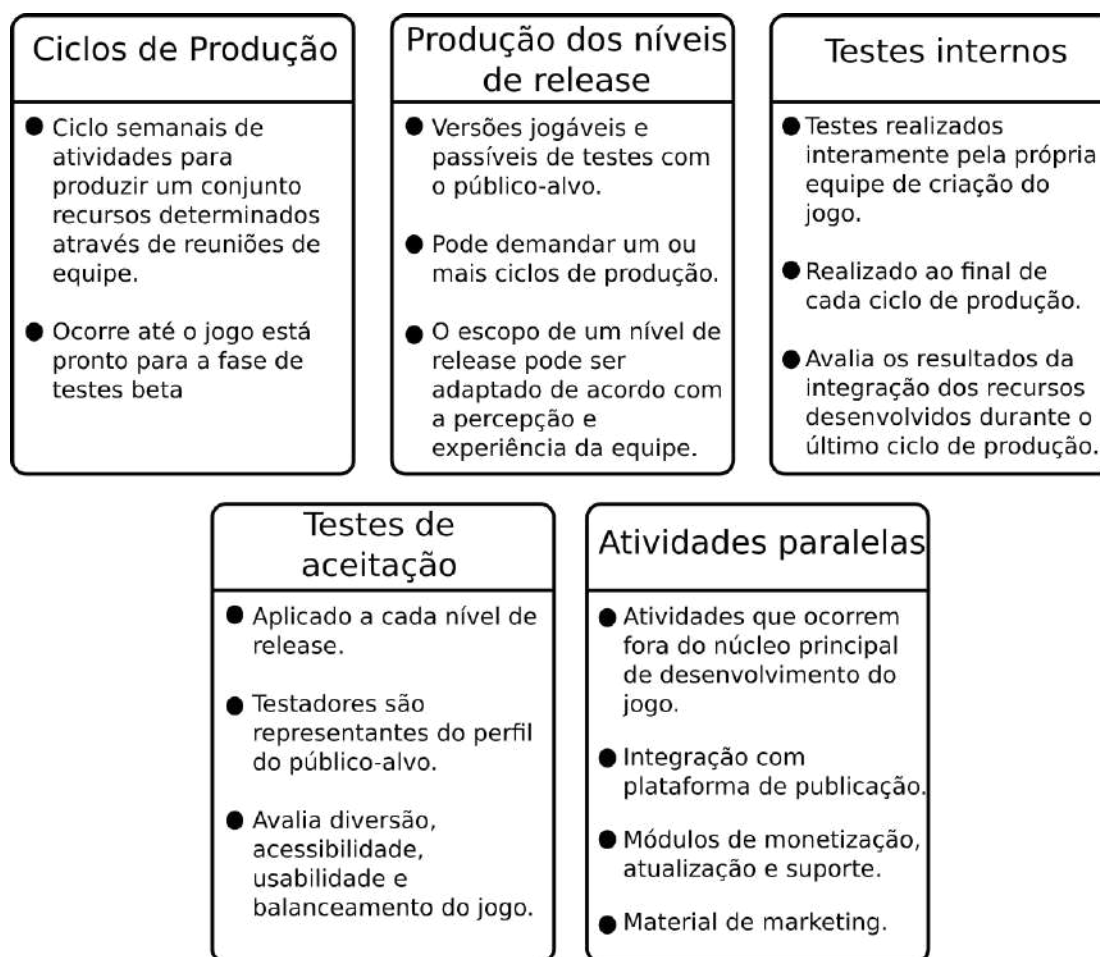 Ciclos de Produção
● Ciclo semanais de
atividades para
produzir um conjunto
recursos determinados
através de reuniões de
equipe.
● Ocorre até o jogo está
pronto para a fase de
testes beta
Produção dos níveis
de release
● Versões jogáveis e
passíveis de testes com
o público-alvo.
● Pode demandar um ou
mais ciclos de produção.
● O escopo de um nível de
release pode ser
adaptado de acordo com
a percepção e
experiência da equipe.
Testes internos
● Testes realizados
interamente pela própria
equipe de criação do
jogo.
● Realizado ao final de
cada ciclo de produção.
● Avalia os resultados da
integração dos recursos
desenvolvidos durante o
último ciclo de produção.
Testes de
aceitação
● Aplicado a cada nível de
release.
● Testadores são
representantes do perfil
do público-alvo.
● Avalia diversão,
acessibilidade,
usabilidade e
balanceamento do jogo.
Atividades paralelas
● Atividades que ocorrem
fora do núcleo principal
de desenvolvimento do
jogo.
● Integração com
plataforma de publicação.
● Módulos de monetização,
atualização e suporte.
● Material de marketing.